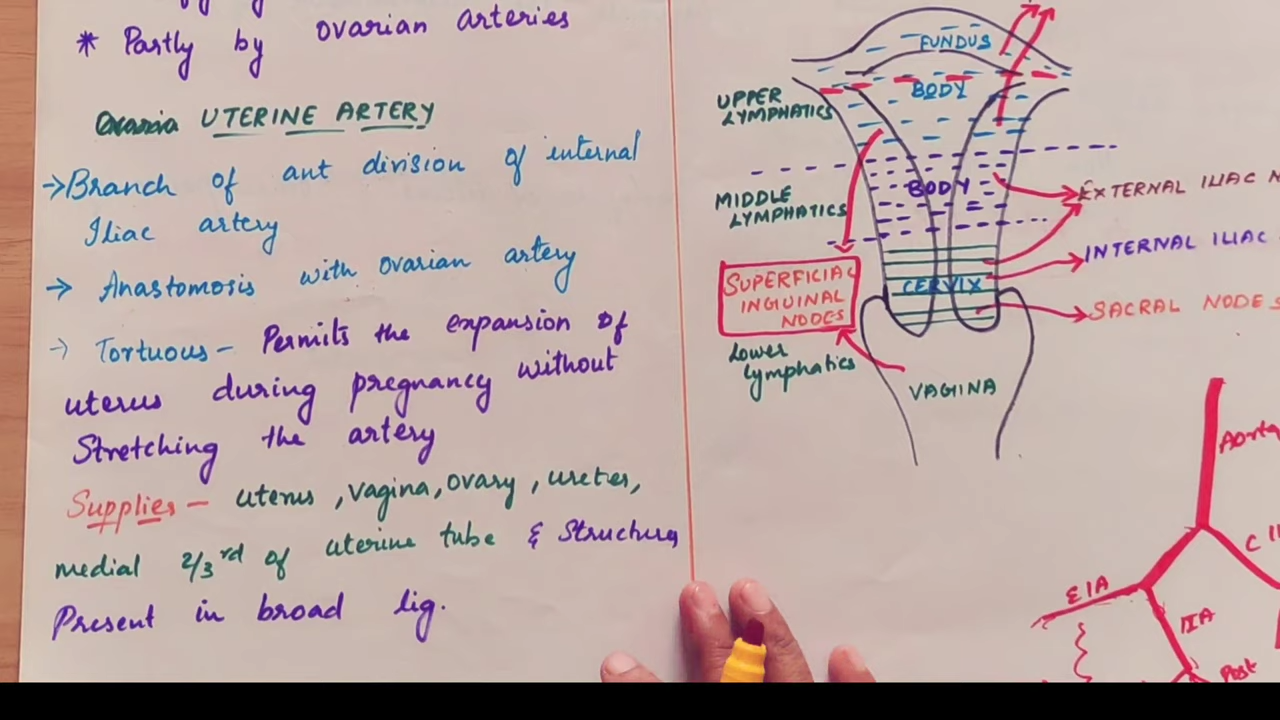 * Partly by ovarian arteries
UTERINE ARTERY
→ Branch of ant division of internal
Iliac artery
→ Anastomosis with ovarian artery
→ Tortuous - Permits the expansion of
uterus during pregnancy without
Stretching the artery
Supplies - uterus, vagina, ovary, ureter,
medial 2/3rd of uterine tube & Structures
Present in broad lig.
FUNDUS
BODY
UPPER
LYMPHATICS
BODY
MIDDLE
LYMPHATICS
EXTERNAL ILIAC N
INTERNAL ILIAC
CERVIX
SUPERFICIAL
INGUINAL
NODES
SACRAL NODES
Lower
lymphatics
VAGINA
Aorta
C II
EIA
IIA
Post